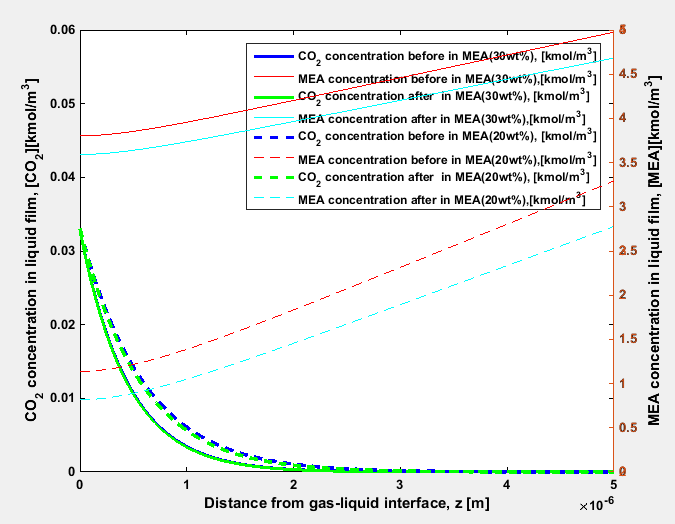 0.06
0.05
0.04
0.03
0.02
0.01
0
CO2 concentration in liquid film, [CO2][kmol/m3]
CO2 concentration before in MEA(30wt%), [kmol/m3]
MEA concentration before in MEA(30wt%),[kmol/m3]
CO2 concentration after  in MEA(30wt%), [kmol/m3]
MEA concentration after in MEA(30wt%),[kmol/m3]
CO2 concentration before in MEA(20wt%), [kmol/m3]
MEA concentration before in MEA(20wt%),[kmol/m3]
CO2 concentration after  in MEA(20wt%), [kmol/m3]
MEA concentration after in MEA(20wt%),[kmol/m3]
5
4.5
4
3.5
3
2.5
2
1.5
1
0.5
0
MEA concentration in liquid film, [MEA][kmol/m3]
0 1 2 3 4 5
Distance from gas-liquid interface, z [m]
×10-6